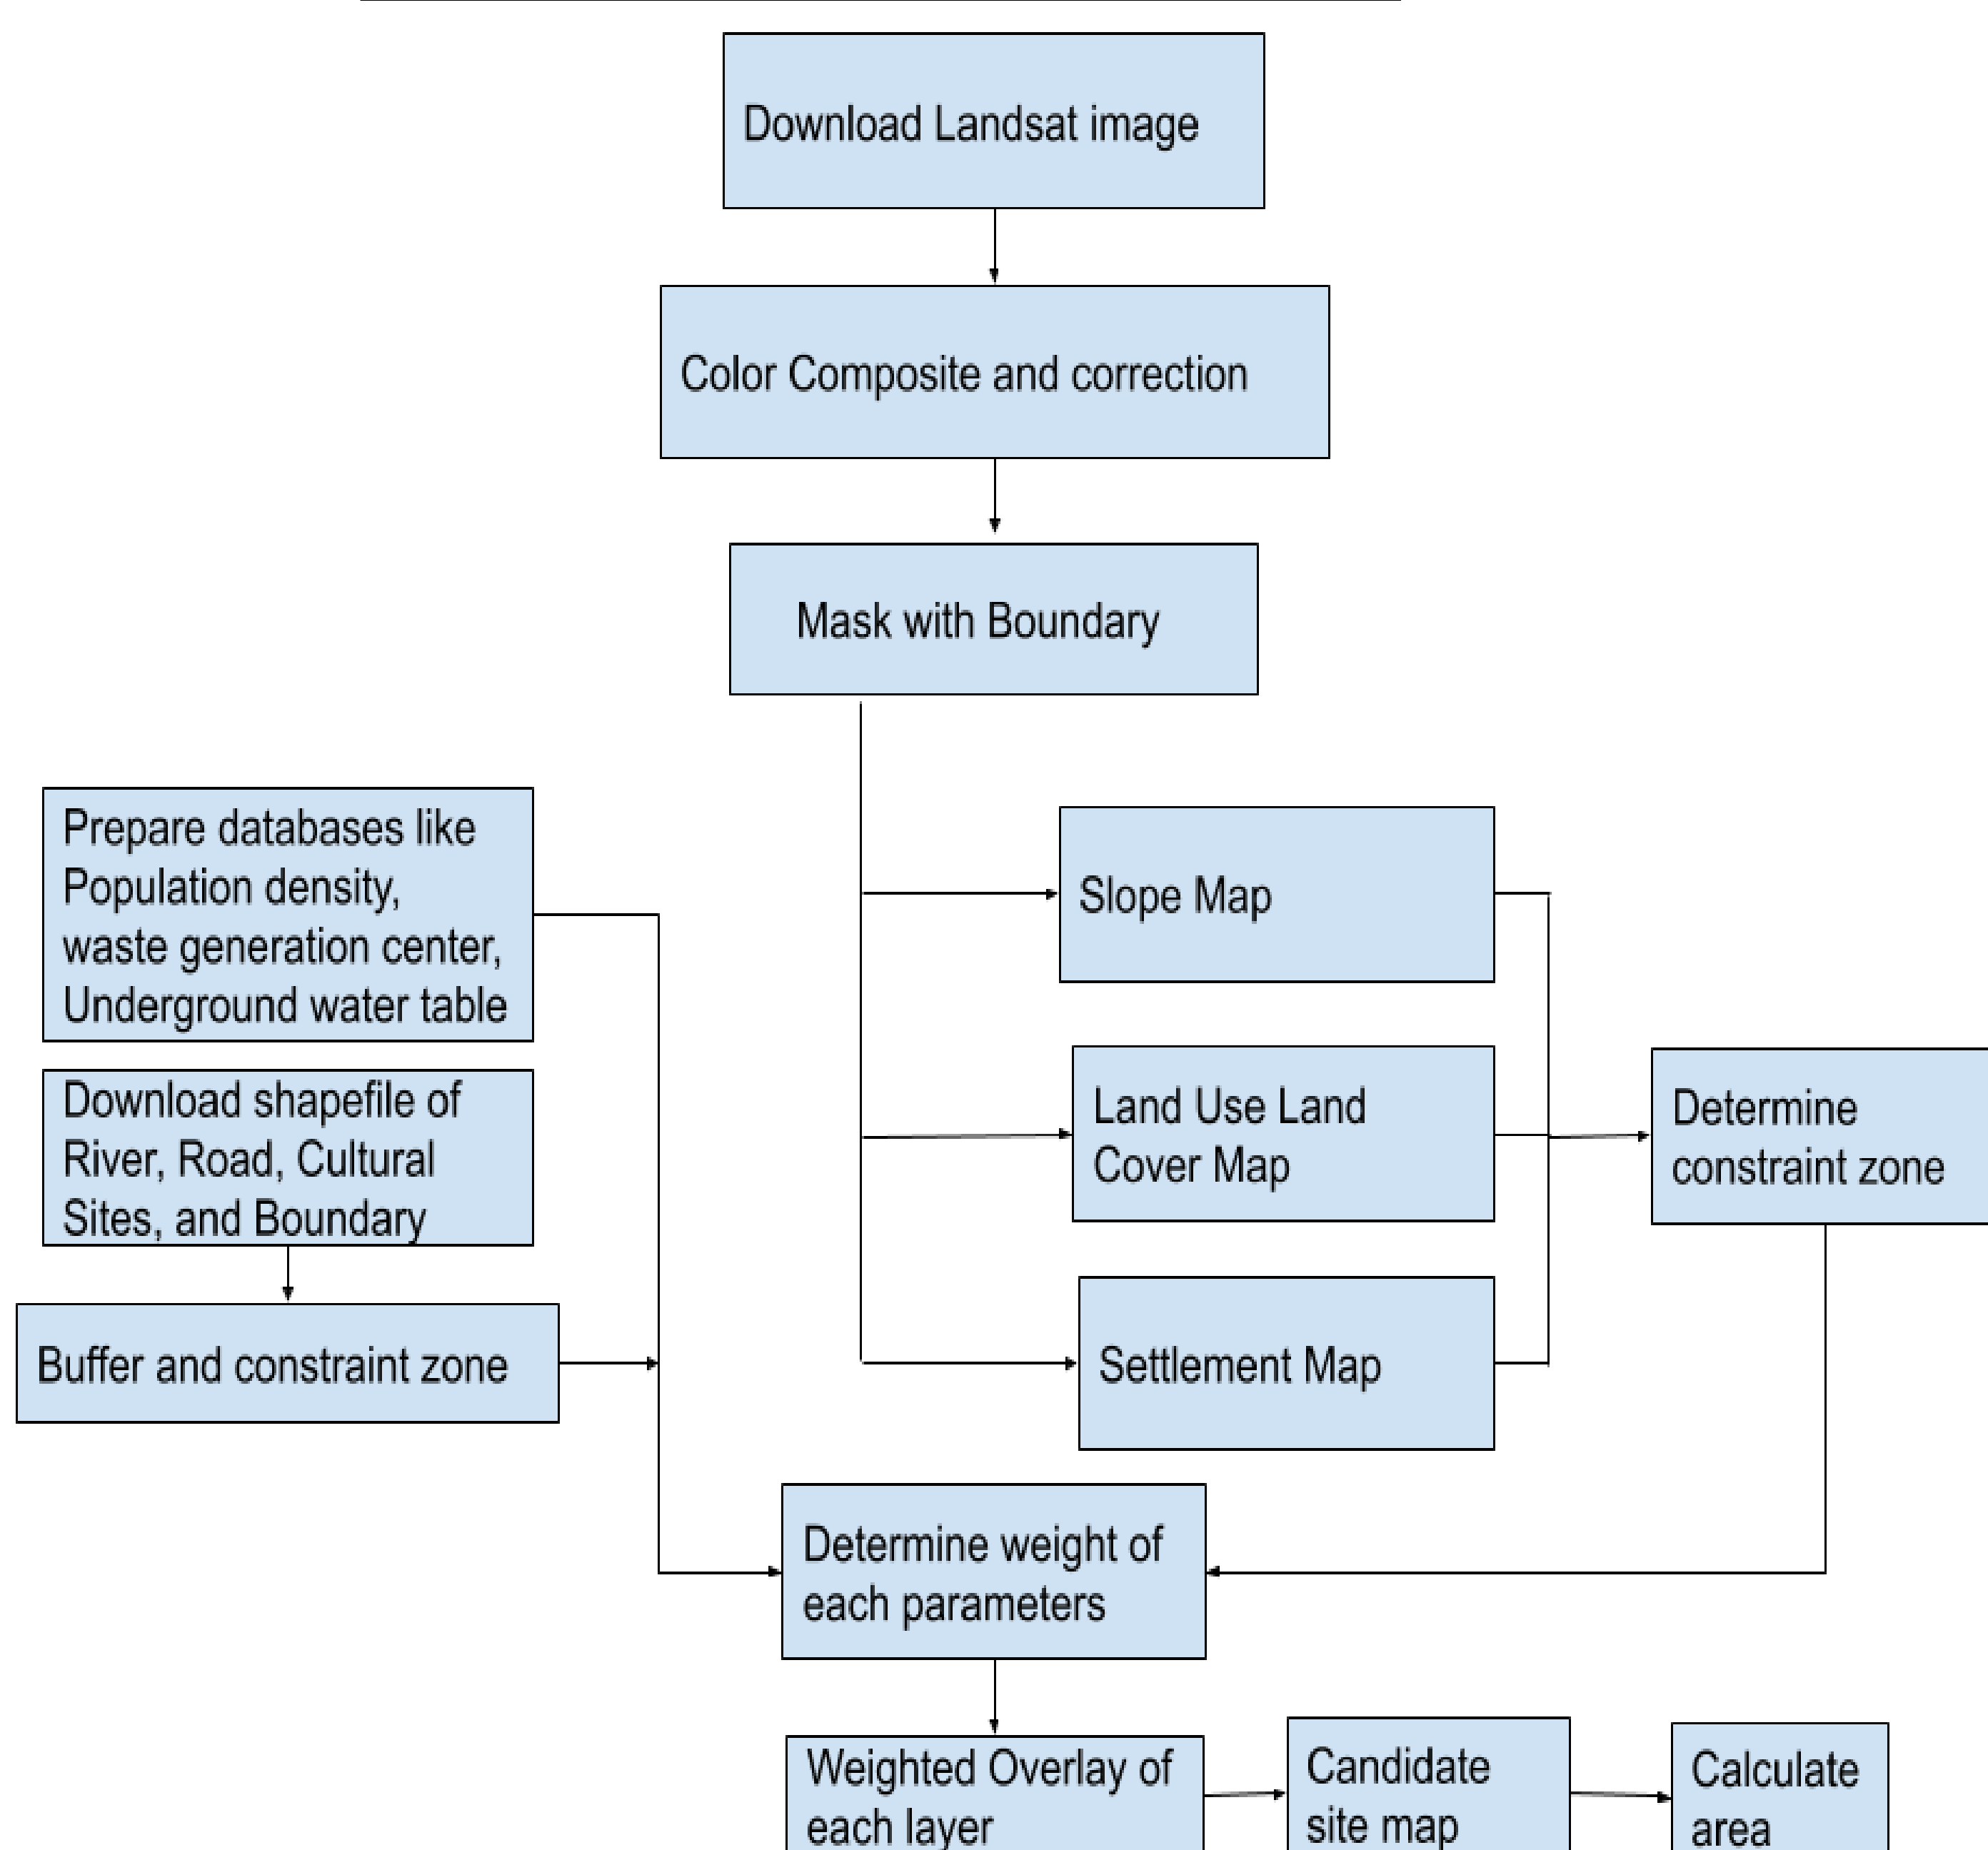 Download Landsat image
Color Composite and correction
Mask with Boundary
Prepare databases like
Population density,
waste generation center,
Underground water table
Download shapefile of
River, Road, Cultural
Sites, and Boundary
Buffer and constraint zone
Slope Map
Land Use Land
Cover Map
Settlement Map
Determine
constraint zone
Determine weight of
each parameters
Weighted Overlay of
each layer
Candidate
site map
Calculate
area